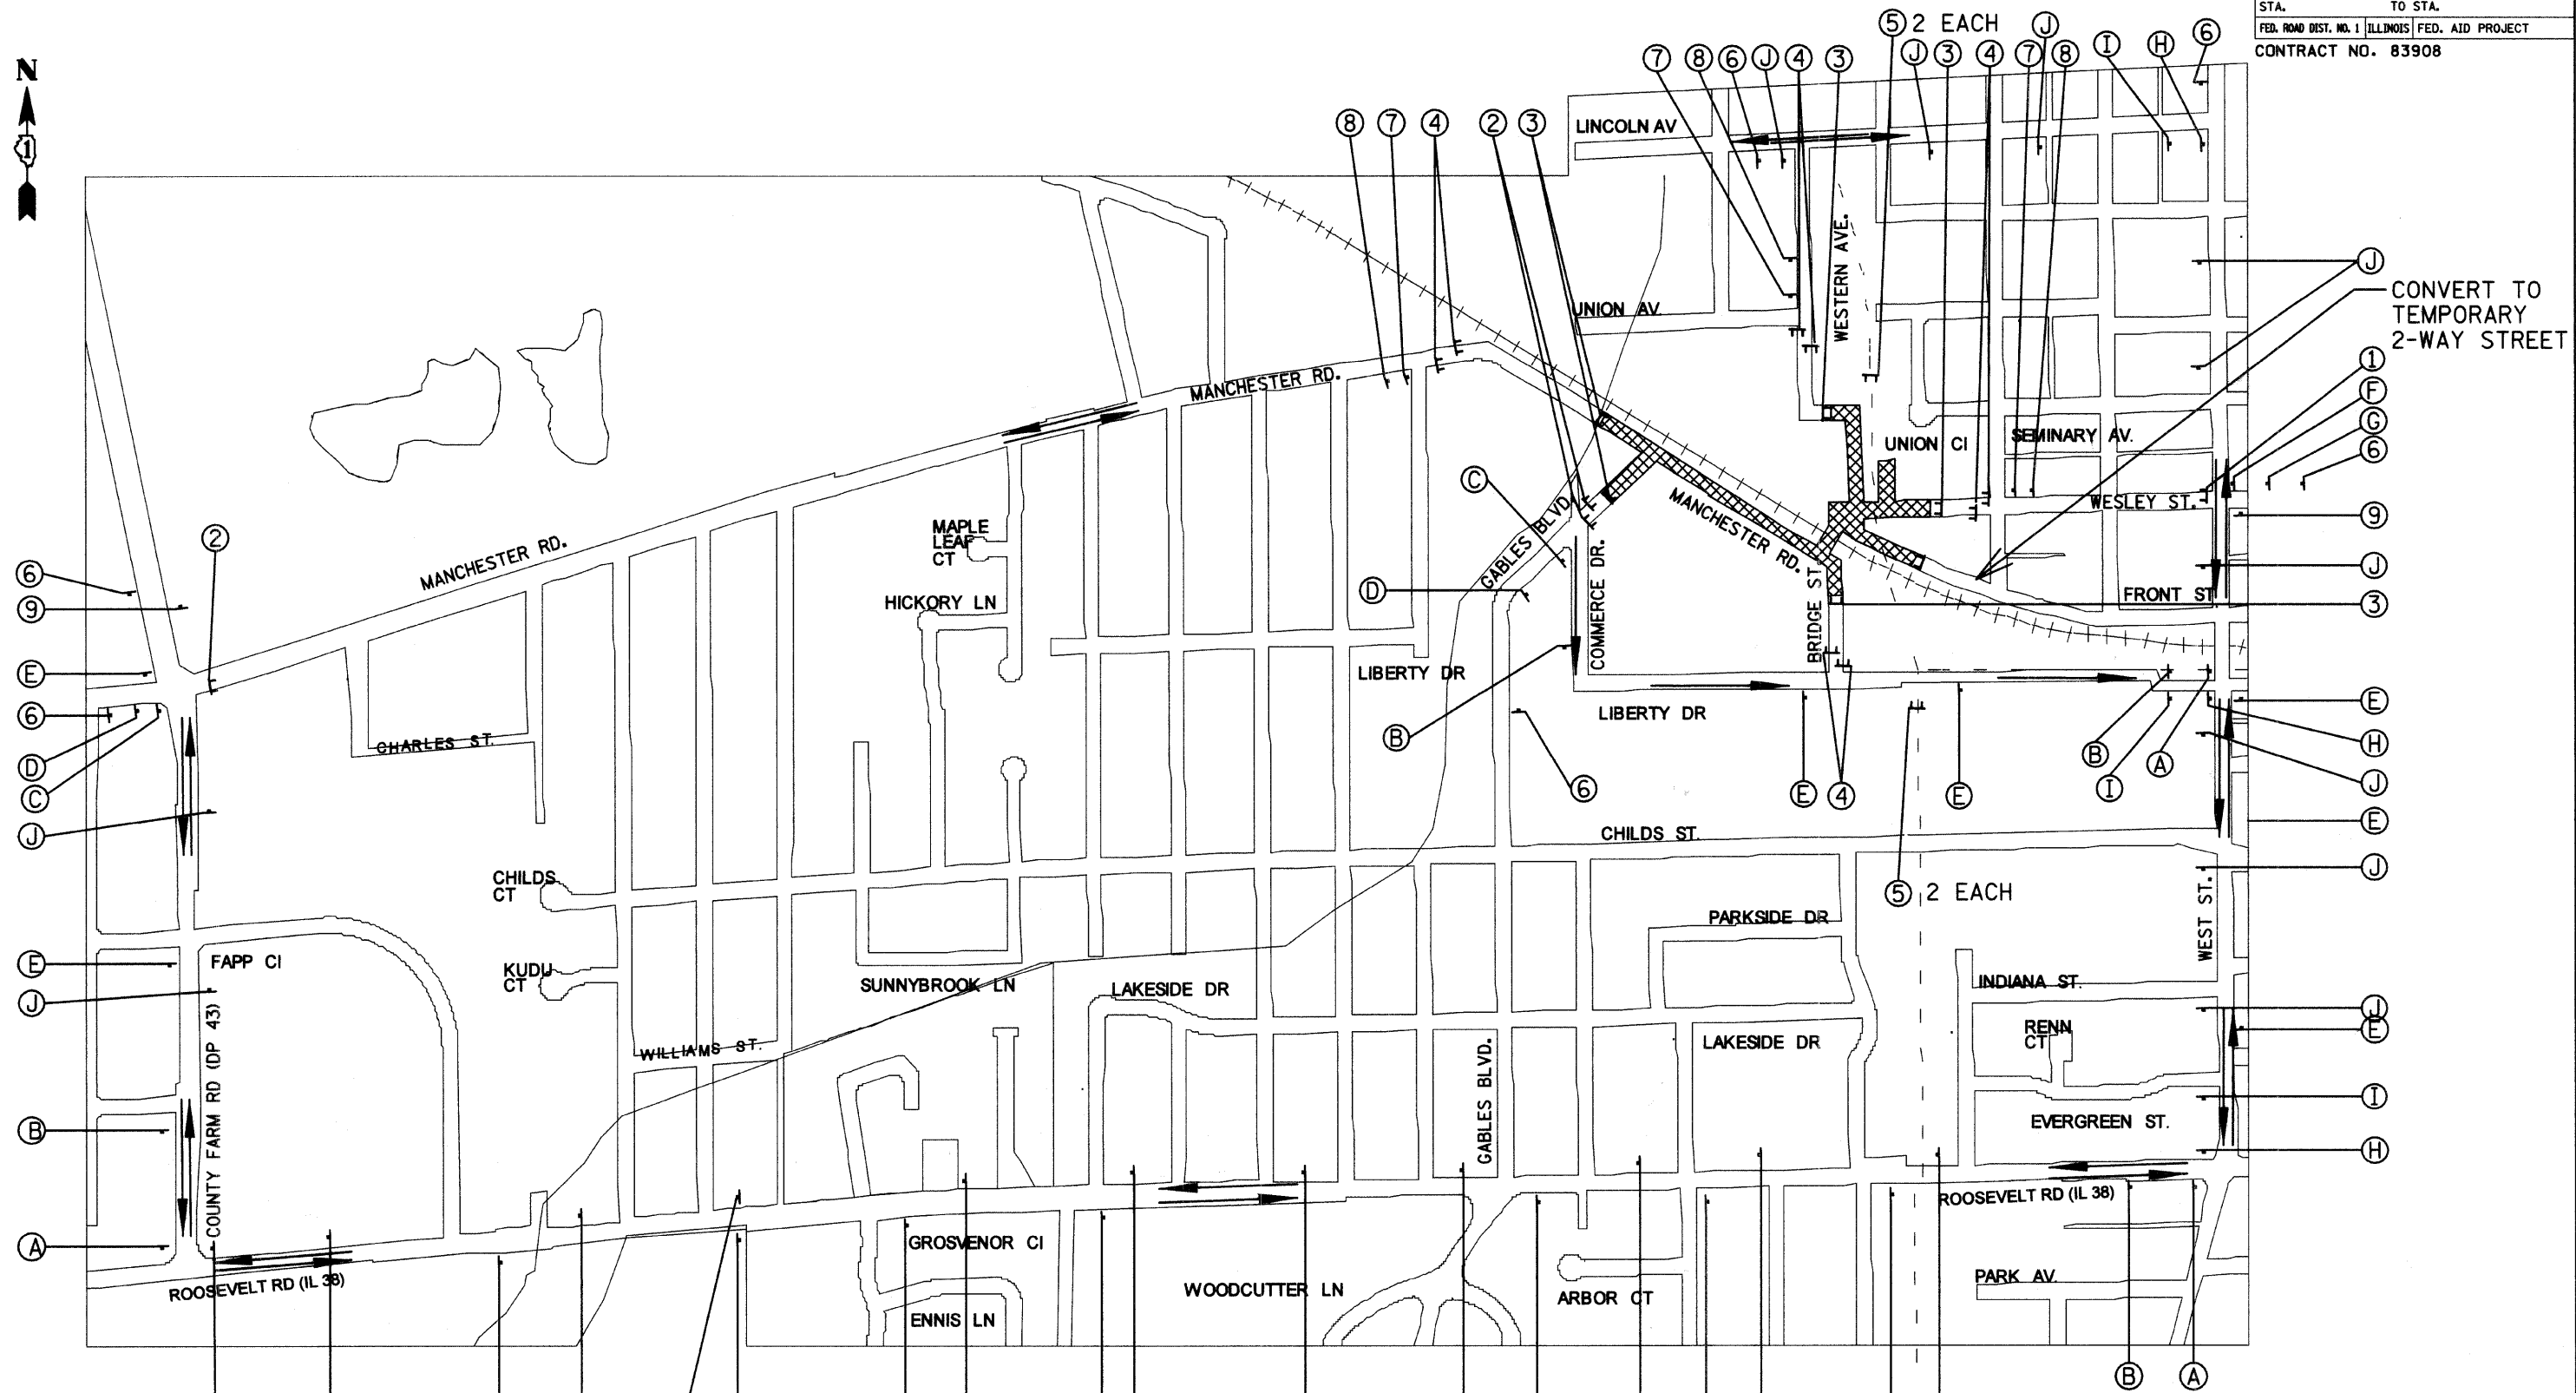 STA. TO STA.
FED. ROAD DIST. NO. 1 ILLINOIS FED. AID PROJECT
CONTRACT NO. 83908
N
1
5 2 EACH
J
7
8
6
J
4
3
J
3
4
7
8
I
H
6
8
7
4
2
3
LINCOLN AV
WESTERN AVE.
UNION AV.
J
CONVERT TO
TEMPORARY
2-WAY STREET
1
F
G
6
9
J
3
MANCHESTER RD.
UNION CI
SEMINARY AV.
WESLEY ST.
FRONT ST
C
D
GABLES BLVD.
MANCHESTER RD.
COMMERCE DR.
BRIDGE ST.
2
MANCHESTER RD.
MAPLE
LEAF
CT
HICKORY LN
6
9
E
6
D
C
J
CHARLES ST.
LIBERTY DR
B
LIBERTY DR
6
E
4
E
B
I
A
E
H
J
E
J
CHILDS ST.
5 2 EACH
CHILDS
CT
PARKSIDE DR
WEST ST.
E
J
FAPP CI
KUDU
CT
SUNNYBROOK LN
LAKESIDE DR
INDIANA ST.
J
E
RENN
CT
LAKESIDE DR
WILLIAMS ST.
GABLES BLVD.
COUNTY FARM RD (DP 43)
B
I
EVERGREEN ST.
H
A
ROOSEVELT RD (IL 38)
ROOSEVELT RD (IL 38)
GROSVENOR CI
WOODCUTTER LN
ARBOR CT
PARK AV.
ENNIS LN
B
A